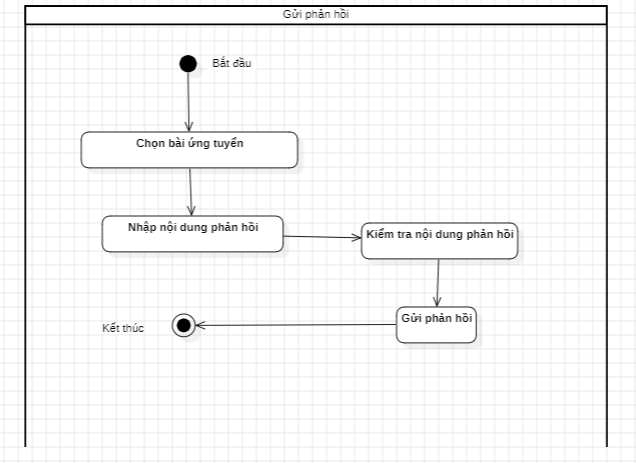 Gửi phản hồi
Bắt đầu
Chọn bài ứng tuyển
Nhập nội dung phản hồi
Kiểm tra nội dung phản hồi
Gửi phản hồi
Kết thúc